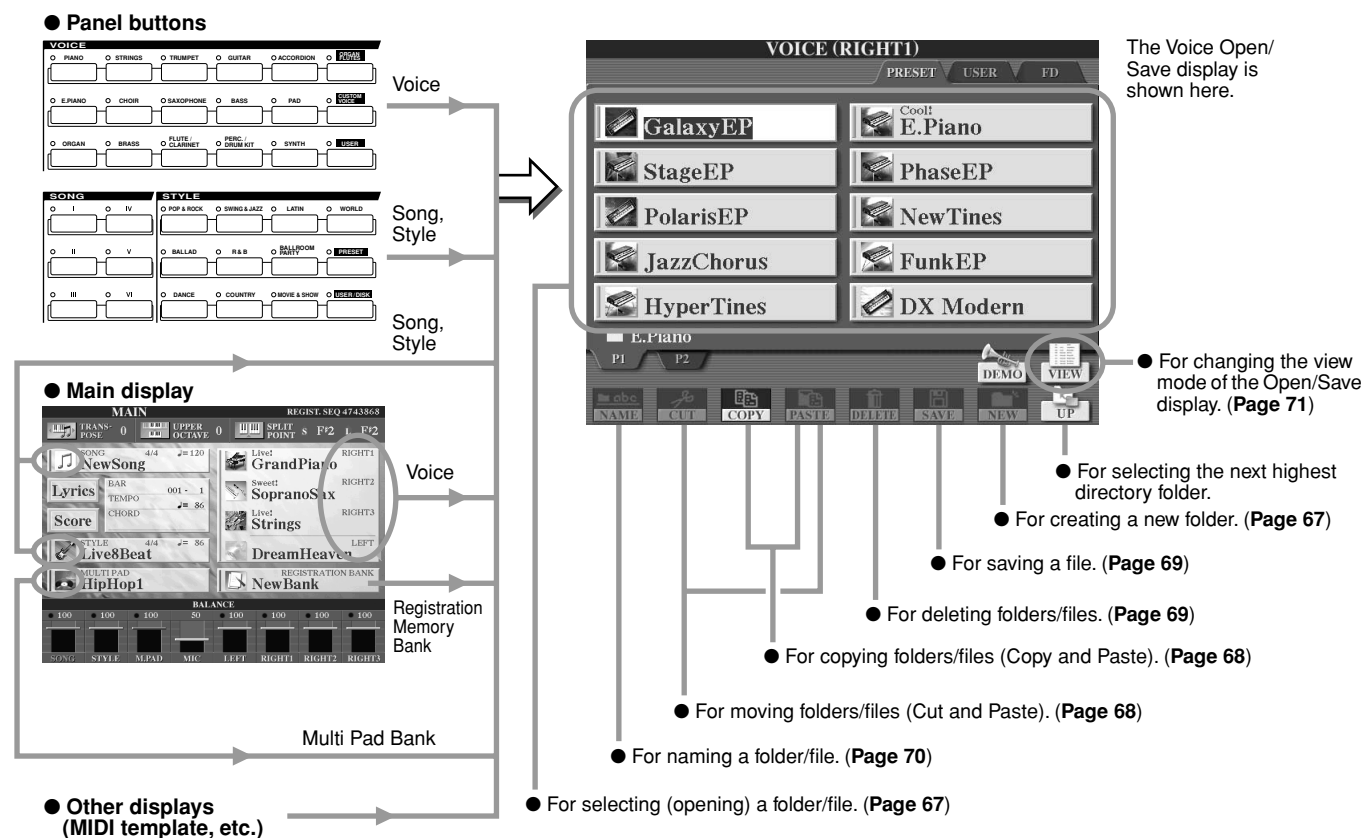 ● Panel buttons
VOICE
PIANO STRINGS TRUMPET GUITAR ACCORDION ORGAN FLUTES
E.PIANO CHOIR SAXOPHONE BASS PAD CUSTOM VOICE
ORGAN BRASS FLUTE / CLARINET PERC. / DRUM KIT SYNTH USER
Voice
SONG STYLE
I IV POP & ROCK SWING & JAZZ LATIN WORLD
II V BALLAD R & B BALLROOM PARTY PRESET
III VI DANCE COUNTRY MOVIE & SHOW USER / DISK
Song,
Style
Song,
Style
● Main display
MAIN REGIST. SEQ 4743868
TRANS-POSE 0 UPPER OCTAVE 0 SPLIT POINT S F#2 L F#2
SONG 4/4 ♩=120
NewSong
Live! RIGHT1
GrandPiano
Lyrics BAR 001 - 1
TEMPO ♩= 86
Sweet! RIGHT2
SopranoSax
Score CHORD
Live! RIGHT3
Strings
STYLE 4/4 ♩= 86
Live8Beat
LEFT
DreamHeaven
MULTI PAD
HipHop1
REGISTRATION BANK
NewBank
BALANCE
100 100 100 50 100 100 100 100
SONG STYLE M.PAD MIC LEFT RIGHT1 RIGHT2 RIGHT3
Voice
Registration
Memory
Bank
Multi Pad Bank
● Other displays
(MIDI template, etc.)
VOICE (RIGHT1)
PRESET USER FD
GalaxyEP Cool! E.Piano
StageEP PhaseEP
PolarisEP NewTines
JazzChorus FunkEP
HyperTines DX Modern
E.Piano
P1 P2
DEMO VIEW
abc
NAME CUT COPY PASTE DELETE SAVE NEW UP
The Voice Open/
Save display is
shown here.
● For changing the view
mode of the Open/Save
display. (Page 71)
● For selecting the next highest
directory folder.
● For creating a new folder. (Page 67)
● For saving a file. (Page 69)
● For deleting folders/files. (Page 69)
● For copying folders/files (Copy and Paste). (Page 68)
● For moving folders/files (Cut and Paste). (Page 68)
● For naming a folder/file. (Page 70)
● For selecting (opening) a folder/file. (Page 67)